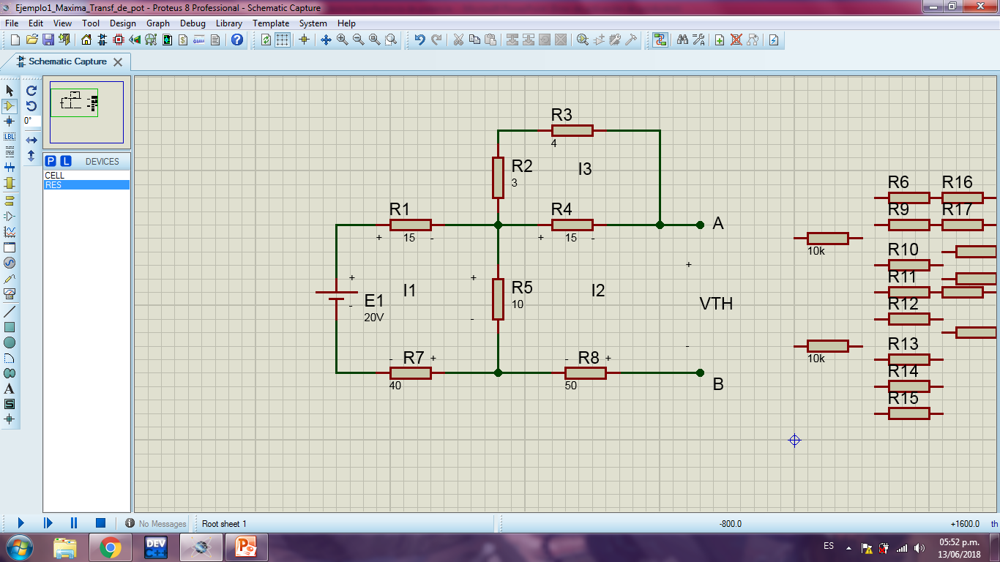 Ejemplo1_Maxima_Transf_de_pot - Proteus 8 Professional - Schematic Capture
File Edit View Tool Design Graph Debug Library Template System Help
Schematic Capture
0°
LBL
P L DEVICES
CELL
RES
A
S
R3
4
R2
3
I3
R1
15
+ -
R4
15
+ -
A
+
-
E1
20V
I1
+
-
R5
10
I2
+
VTH
-
- R7 +
40
- R8 +
50
B
10k
10k
R6 R16
R9 R17
R10
R11
R12
R13
R14
R15
No Messages
Root sheet 1
-800.0
+1600.0
th
DEV
C++
P
ES
05:52 p.m.
13/06/2018